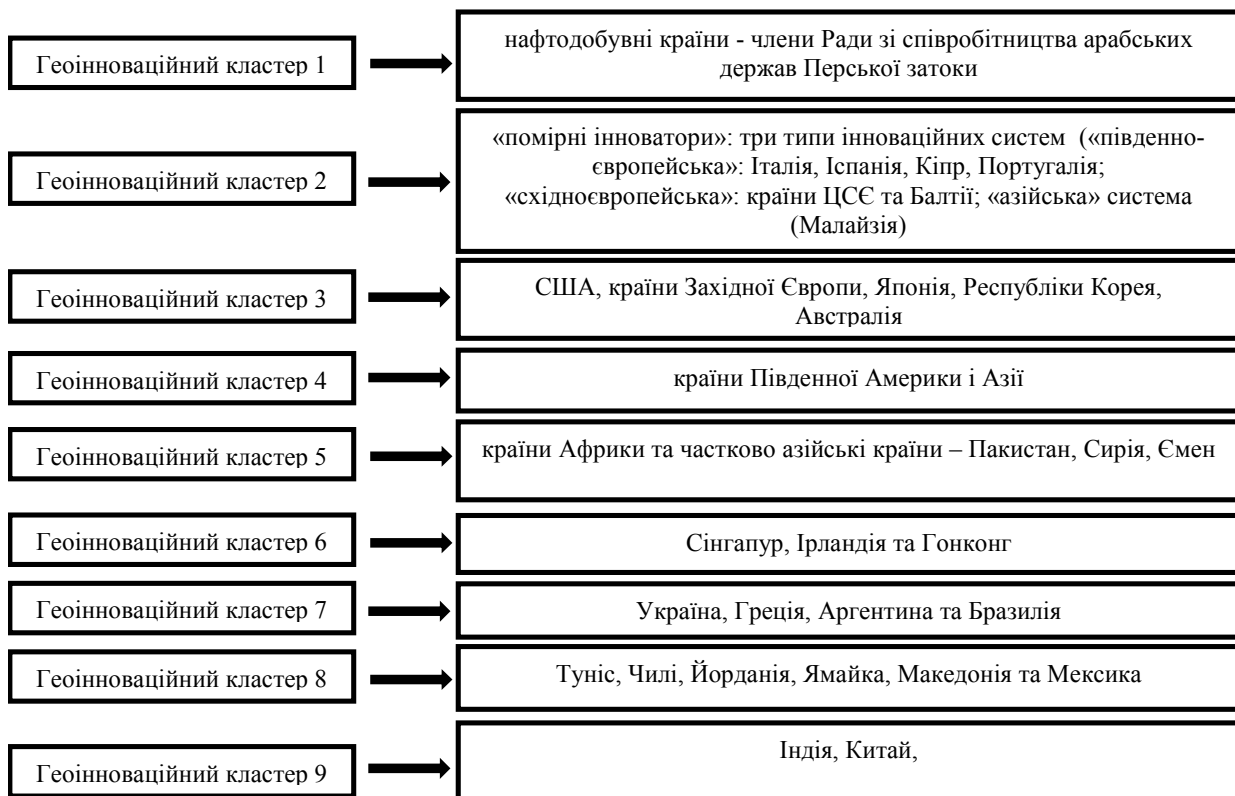 Геоінноваційний кластер 1
нафтодобувні країни - члени Ради зі співробітництва арабських
держав Перської затоки
Геоінноваційний кластер 2
«помірні інноватори»: три типи інноваційних систем («південно-
європейська»: Італія, Іспанія, Кіпр, Португалія;
«східноєвропейська»: країни ЦСЄ та Балтії; «азійська» система
(Малайзія)
Геоінноваційний кластер 3
США, країни Західної Європи, Японія, Республіки Корея,
Австралія
Геоінноваційний кластер 4
країни Південної Америки і Азії
Геоінноваційний кластер 5
країни Африки та частково азійські країни – Пакистан, Сирія, Ємен
Геоінноваційний кластер 6
Сінгапур, Ірландія та Гонконг
Геоінноваційний кластер 7
Україна, Греція, Аргентина та Бразилія
Геоінноваційний кластер 8
Туніс, Чилі, Йорданія, Ямайка, Македонія та Мексика
Геоінноваційний кластер 9
Індія, Китай,